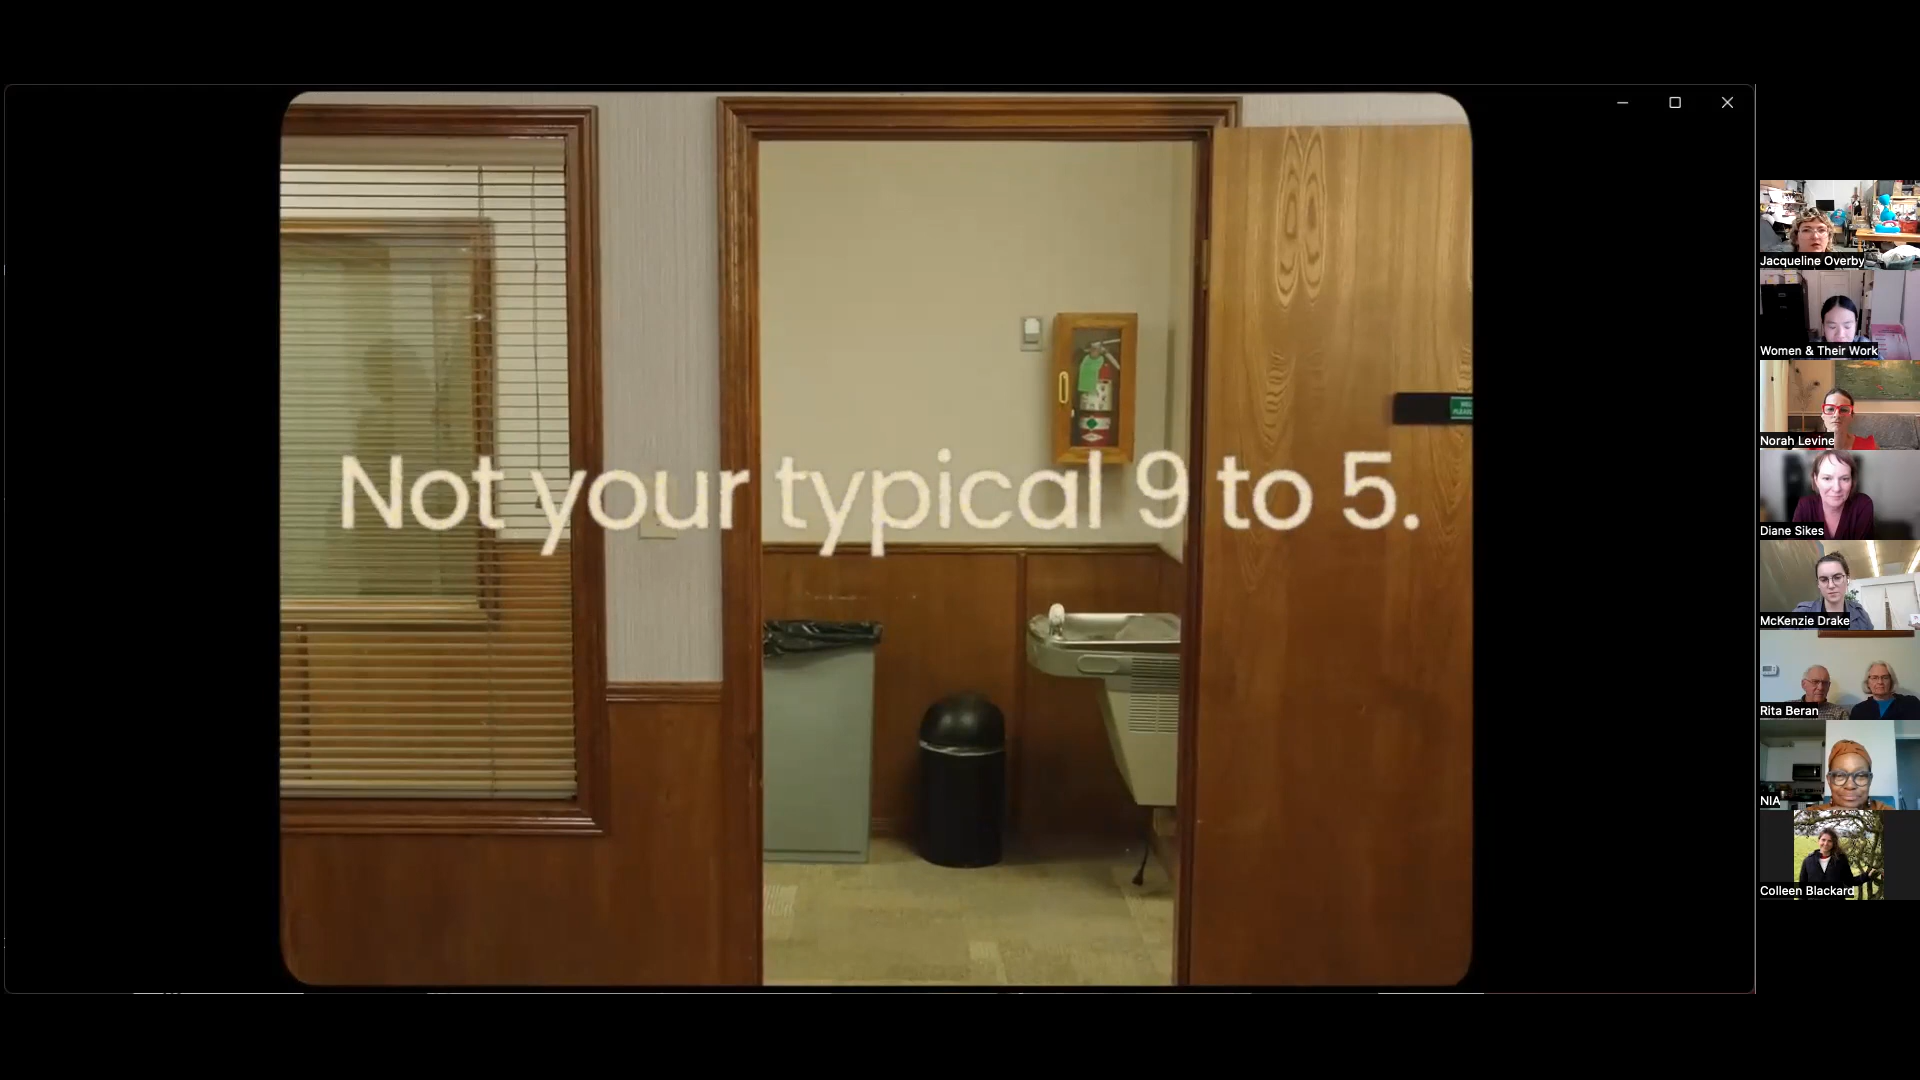 Not your typical 9 to 5.
Jacqueline Overby
Women & Their Work
Norah Levine
Diane Sikes
McKenzie Drake
Rita Beran
NIA
Colleen Blackard